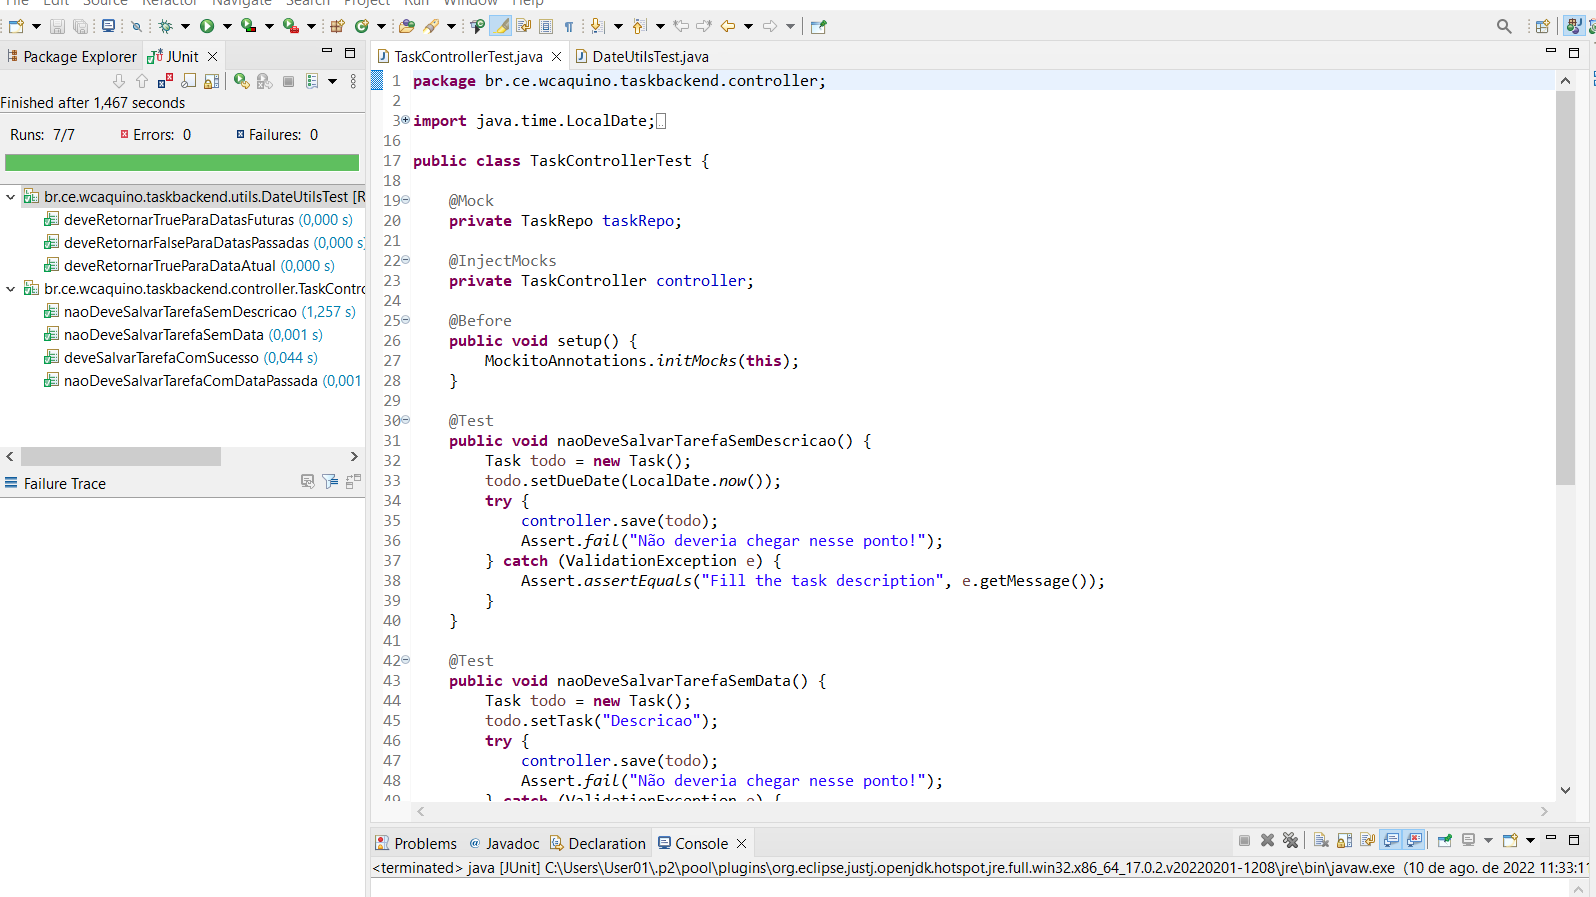 File Edit Source Refactor Navigate Search Project Run Window Help
Package Explorer
JUnit
Finished after 1,467 seconds
Runs: 7/7
Errors: 0
Failures: 0
br.ce.wcaquino.taskbackend.utils.DateUtilsTest [R
deveRetornarTrueParaDatasFuturas (0,000 s)
deveRetornarFalseParaDatasPassadas (0,000 s)
deveRetornarTrueParaDataAtual (0,000 s)
br.ce.wcaquino.taskbackend.controller.TaskContro
naoDeveSalvarTarefaSemDescricao (1,257 s)
naoDeveSalvarTarefaSemData (0,001 s)
deveSalvarTarefaComSucesso (0,044 s)
naoDeveSalvarTarefaComDataPassada (0,001
Failure Trace
TaskControllerTest.java
DateUtilsTest.java
1 package br.ce.wcaquino.taskbackend.controller;
2
3 import java.time.LocalDate;
16
17 public class TaskControllerTest {
18
19 @Mock
20 private TaskRepo taskRepo;
21
22 @InjectMocks
23 private TaskController controller;
24
25 @Before
26 public void setup() {
27 MockitoAnnotations.initMocks(this);
28 }
29
30 @Test
31 public void naoDeveSalvarTarefaSemDescricao() {
32 Task todo = new Task();
33 todo.setDueDate(LocalDate.now());
34 try {
35 controller.save(todo);
36 Assert.fail("Não deveria chegar nesse ponto!");
37 } catch (ValidationException e) {
38 Assert.assertEquals("Fill the task description", e.getMessage());
39 }
40 }
41
42 @Test
43 public void naoDeveSalvarTarefaSemData() {
44 Task todo = new Task();
45 todo.setTask("Descricao");
46 try {
47 controller.save(todo);
48 Assert.fail("Não deveria chegar nesse ponto!");
49 } catch (ValidationException e) {
Problems
@ Javadoc
Declaration
Console
<terminated> java [JUnit] C:\Users\User01\.p2\pool\plugins\org.eclipse.justj.openjdk.hotspot.jre.full.win32.x86_64_17.0.2.v20220201-1208\jre\bin\javaw.exe (10 de ago. de 2022 11:33:11